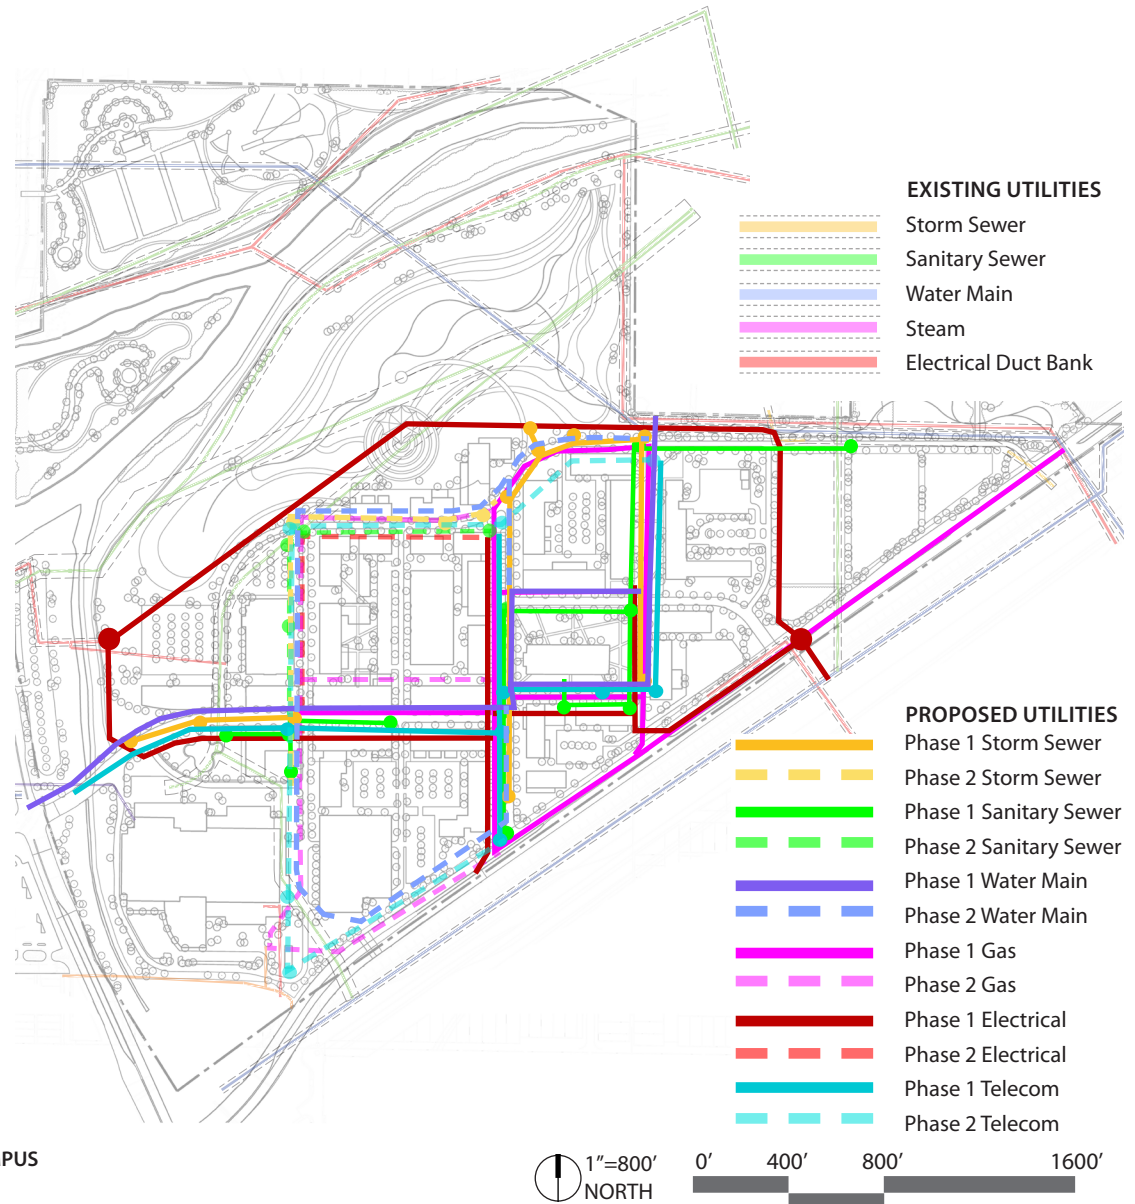 EXISTING UTILITIES
Storm Sewer
Sanitary Sewer
Water Main
Steam
Electrical Duct Bank
PROPOSED UTILITIES
Phase 1 Storm Sewer
Phase 2 Storm Sewer
Phase 1 Sanitary Sewer
Phase 2 Sanitary Sewer
Phase 1 Water Main
Phase 2 Water Main
Phase 1 Gas
Phase 2 Gas
Phase 1 Electrical
Phase 2 Electrical
Phase 1 Telecom
Phase 2 Telecom
PUS
1”=800’
NORTH
0’ 400’ 800’ 1600’